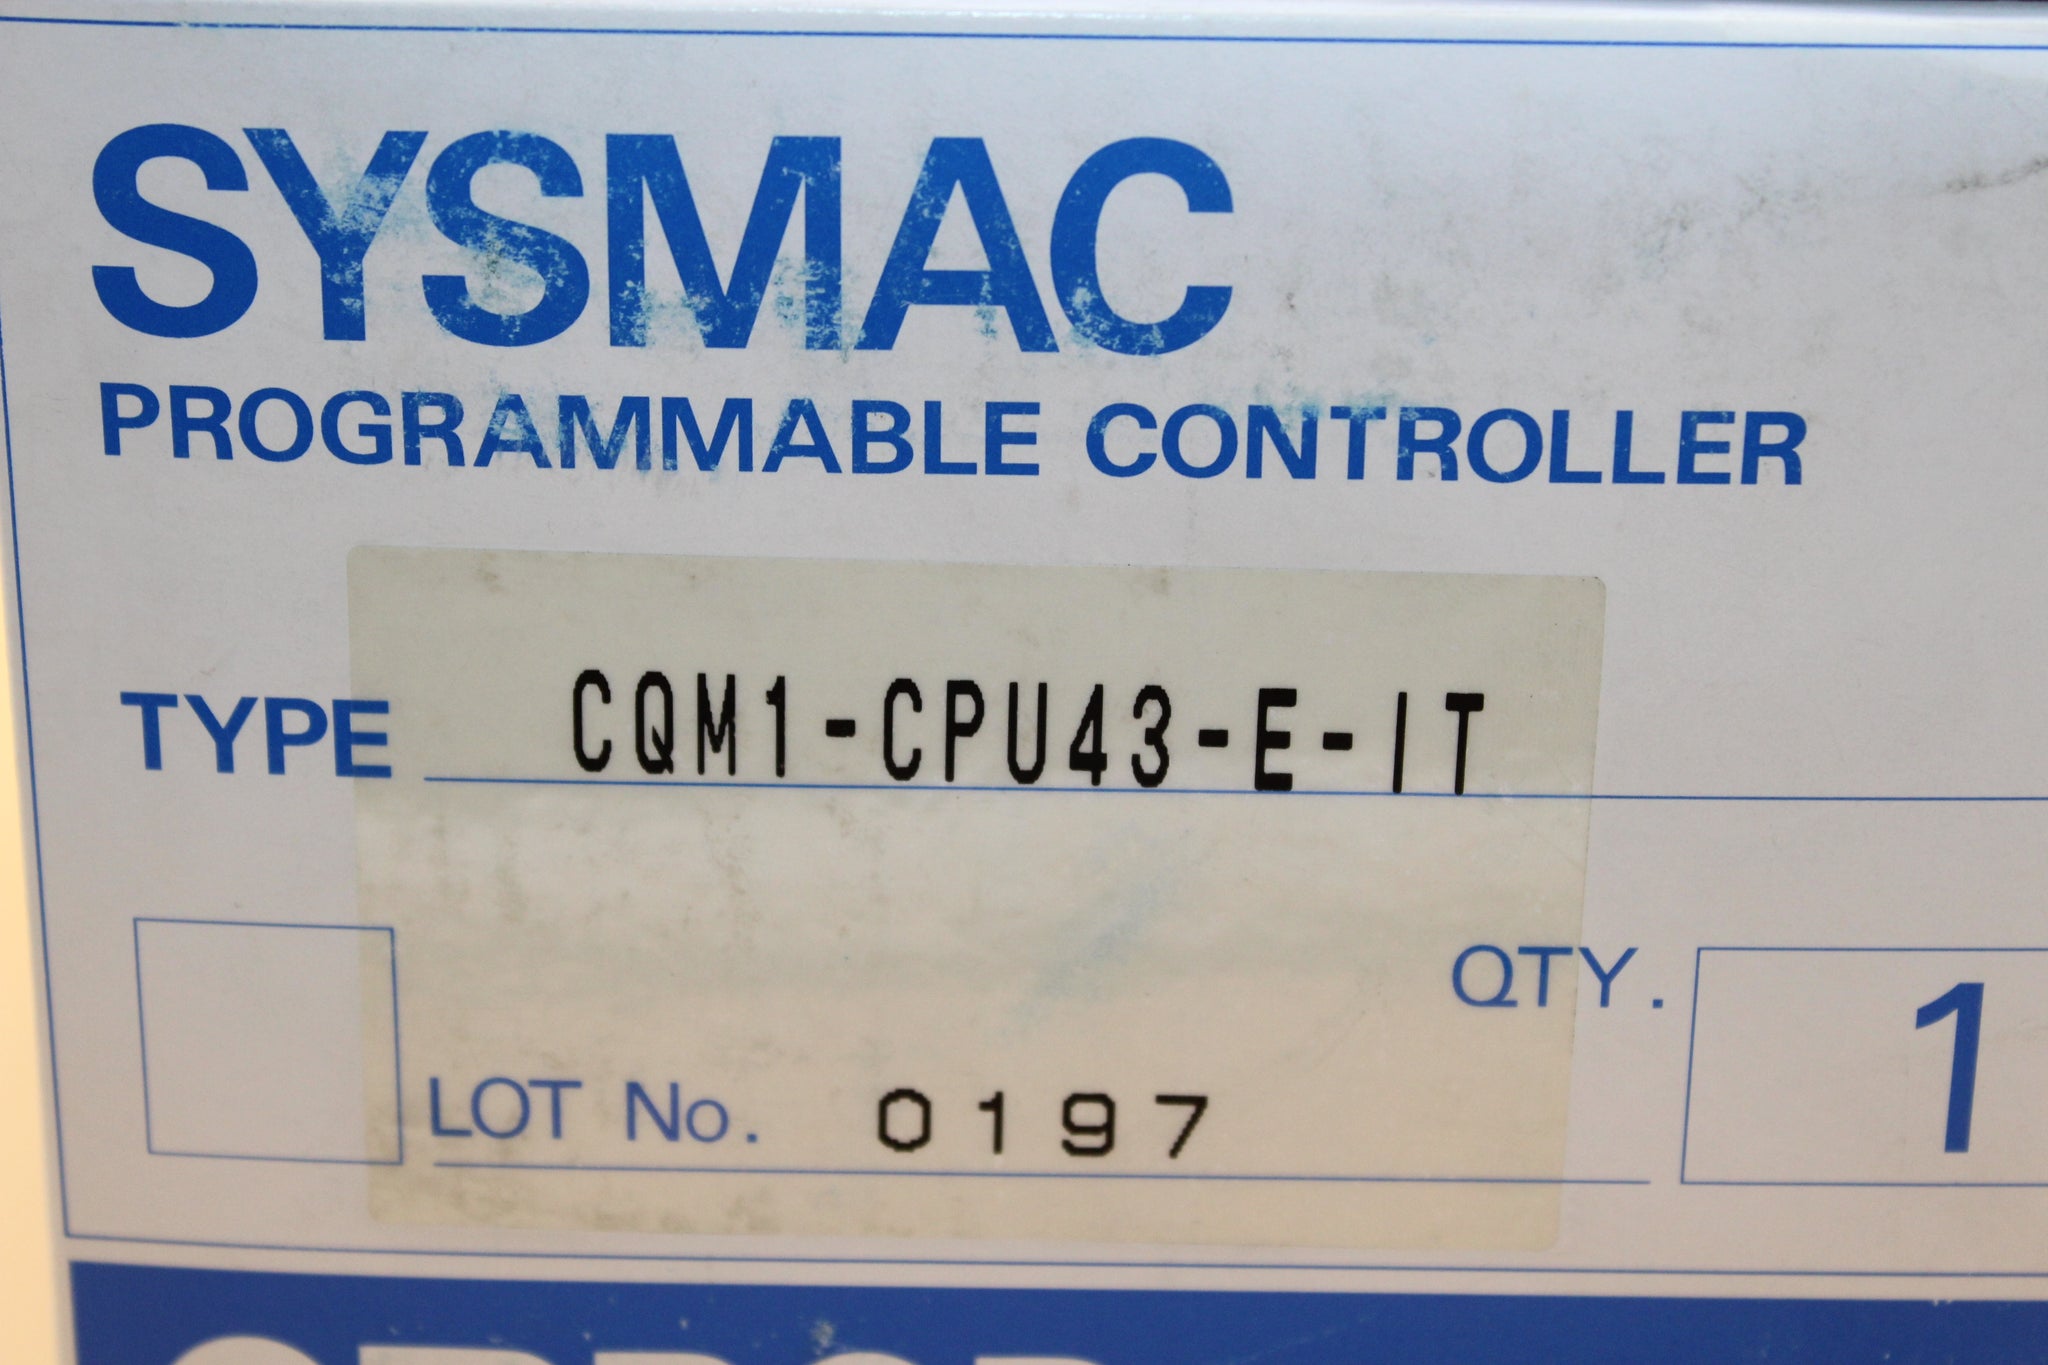 SYSMAC
PROGRAMMABLE CONTROLLER
TYPE CQM1-CPU43-E-IT
QTY. 1
LOT No. 0197